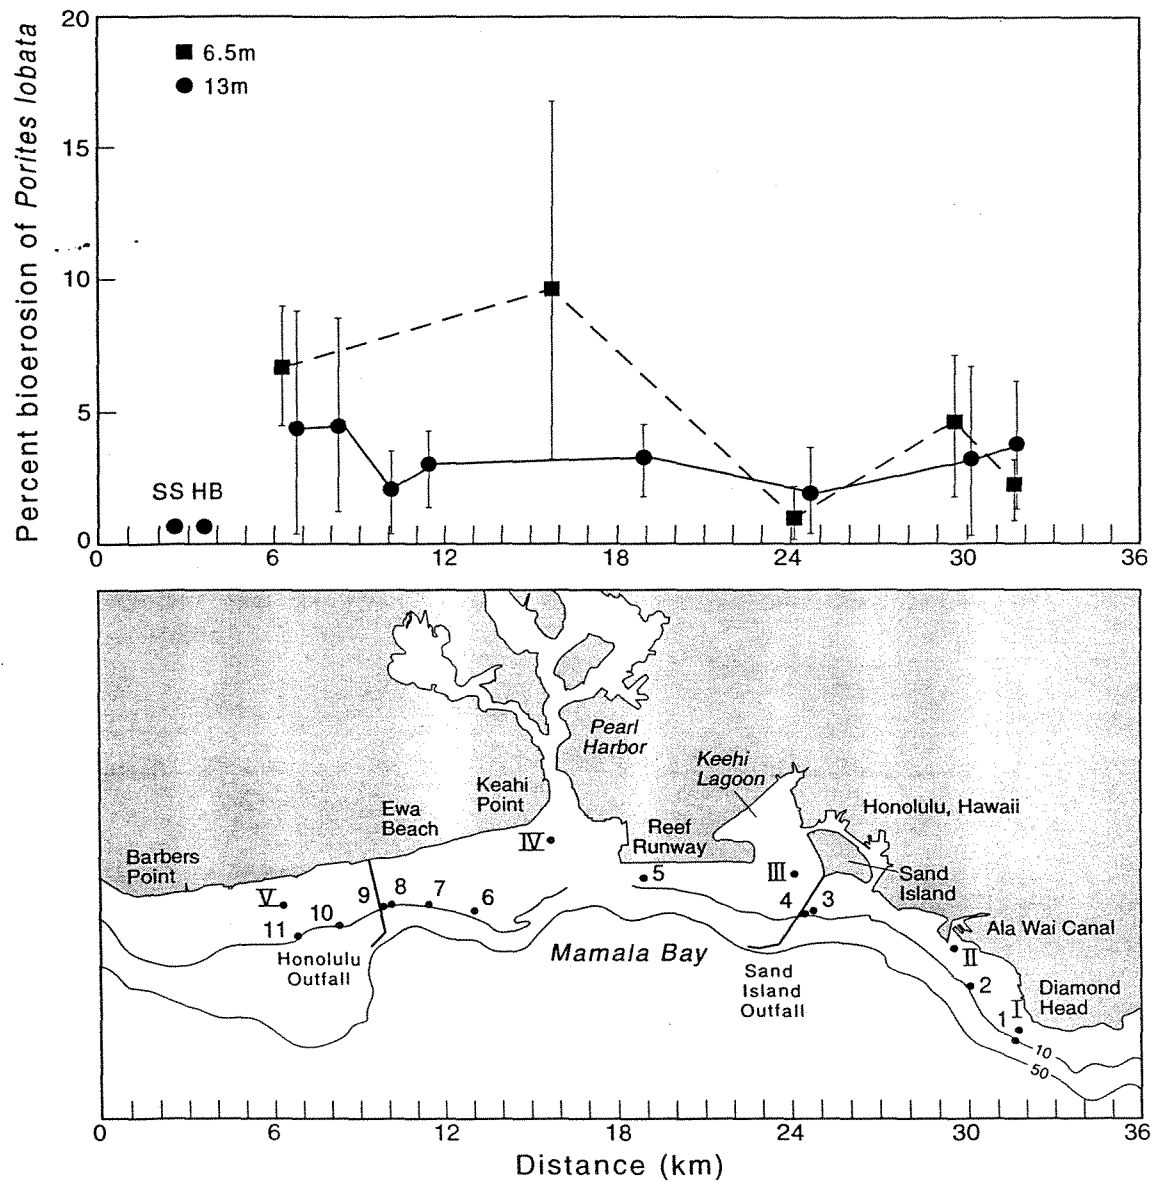 Percent bioerosion of Porites lobata
20
15
10
5
0
6.5m
13m
SS HB
0 6 12 18 24 30 36
Pearl
Harbor
Keehi
Lagoon
Keahi
Point
Ewa
Beach
Honolulu, Hawaii
Reef
Runway
Barbers
Point
Sand
Island
IV
III
V
5
9 8 7 6
4 3
10
11
Ala Wai Canal
II
Honolulu
Outfall
Mamala Bay
Sand
Island
Outfall
2
Diamond
Head
I
1
10
50
0 6 12 18 24 30 36
Distance (km)